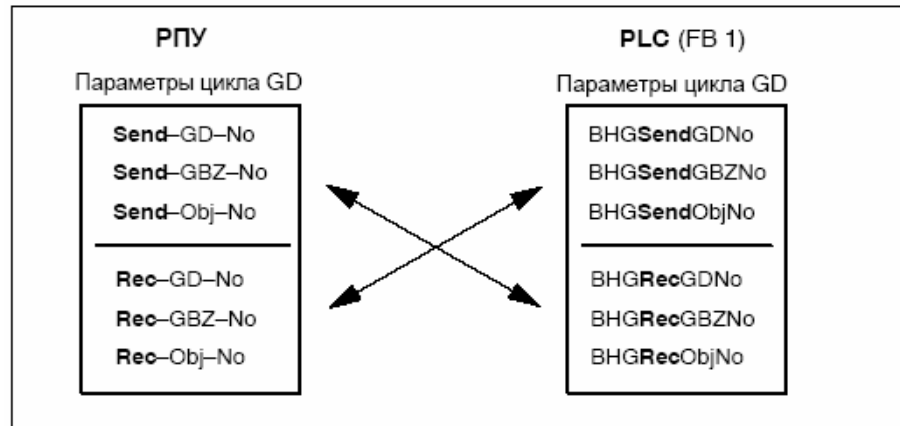 РПУ
Параметры цикла GD
Send–GD–No
Send–GBZ–No
Send–Obj–No
Rec–GD–No
Rec–GBZ–No
Rec–Obj–No
PLC (FB 1)
Параметры цикла GD
BHGSendGDNo
BHGSendGBZNo
BHGSendObjNo
BHGRecGDNo
BHGRecGBZNo
BHGRecObjNo